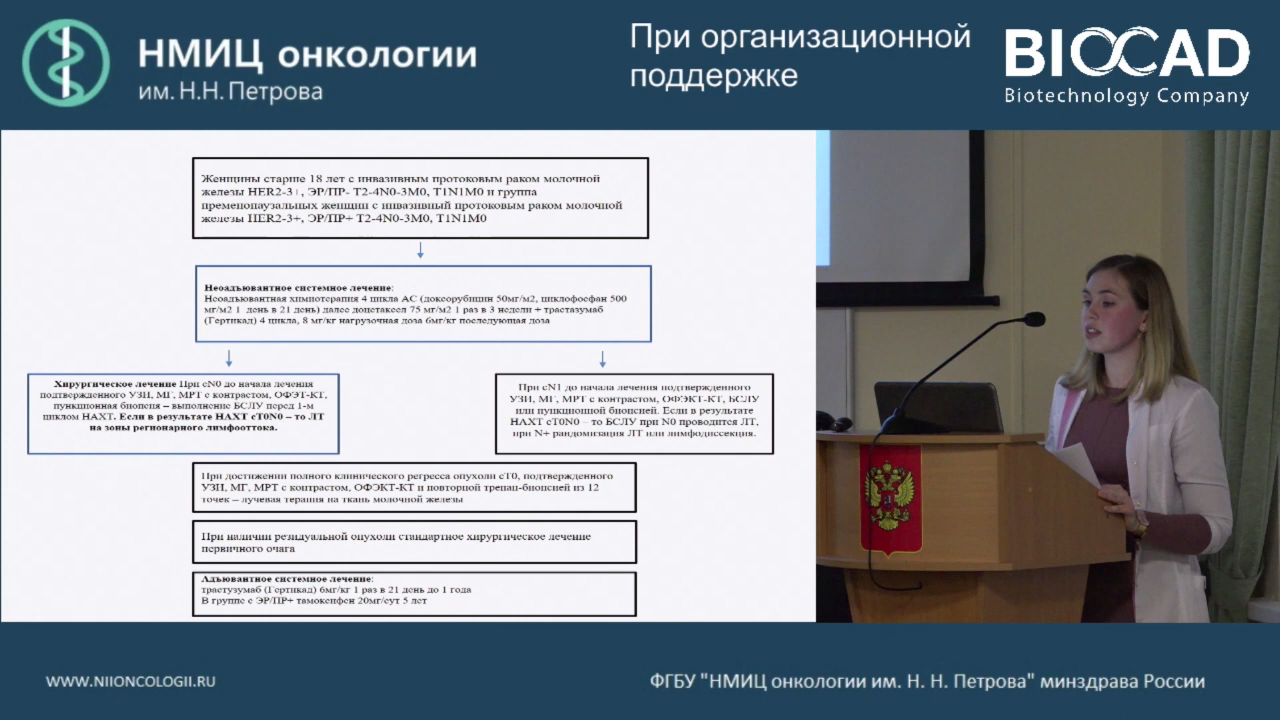 НМИЦ онкологии
им. Н.Н. Петрова
При организационной
поддержке
BIOCAD
Biotechnology Company
Женщины старше 18 лет с инвазивным протоковым раком молочной
железы HER2-3+, ЭР/ПР- T2-4N0-3M0, T1N1M0 и группа
пременопаузальных женщин с инвазивный протоковым раком молочной
железы HER2-3+, ЭР/ПР+ T2-4N0-3M0, T1N1M0
Неоадъювантное системное лечение:
Неоадъювантная химиотерапия 4 цикла AC (доксорубицин 50мг/м2, циклофосфан 500
мг/м2 1 день в 21 день) далее доцетаксел 75 мг/м2 1 раз в 3 недели + трастазумаб
(Гертикад) 4 цикла, 8 мг/кг нагрузочная доза 6мг/кг последующая доза
Хирургическое лечение При cN0 до начала лечения
подтвержденного УЗИ, МГ, МРТ с контрастом, ОФЭТ-КТ,
пункционная биопсия – выполнение БСЛУ перед 1-м
циклом НАХТ. Если в результате НАХТ cT0N0 – то ЛТ
на зоны регионарного лимфооттока.
При cN1 до начала лечения подтвержденного
УЗИ, МГ, МРТ с контрастом, ОФЭКТ-КТ, БСЛУ
или пункционной биопсией. Если в результате
НАХТ cT0N0 – то БСЛУ при N0 проводится ЛТ,
при N+ рандомизация ЛТ или лимфодиссекция.
При достижении полного клинического регресса опухоли cT0, подтвержденного
УЗИ, МГ, МРТ с контрастом, ОФЭКТ-КТ и повторной трепан-биопсией из 12
точек – лучевая терапия на ткань молочной железы
При наличии резидуальной опухоли стандартное хирургическое лечение
первичного очага
Адъювантное системное лечение:
трастузумаб (Гертикад) 6мг/кг 1 раз в 21 день до 1 года
В группе с ЭР/ПР+ тамоксифен 20мг/сут 5 лет
WWW.NIIONCOLOGII.RU
ФГБУ "НМИЦ онкологии им. Н. Н. Петрова" минздрава России